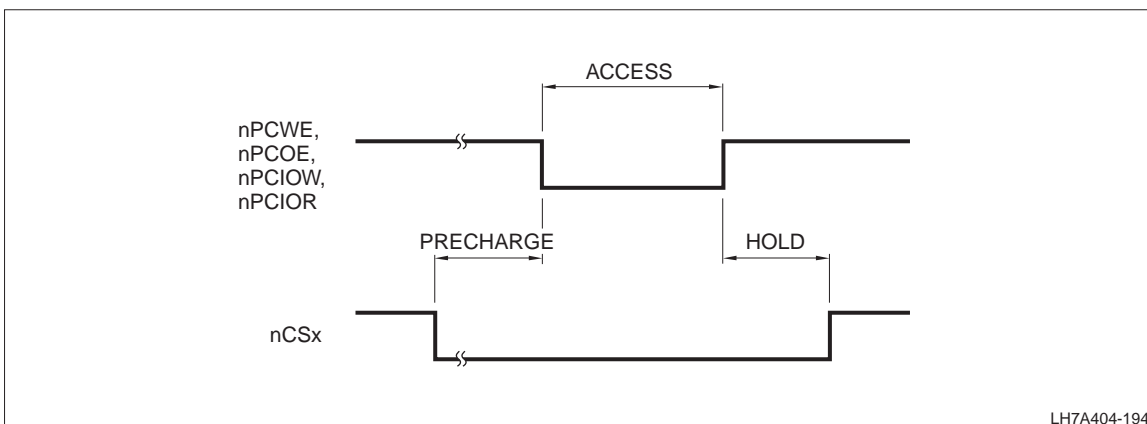 ACCESS
nPCWE,
nPCOE,
nPCIOW,
nPCIOR
PRECHARGE
HOLD
nCSx
LH7A404-194